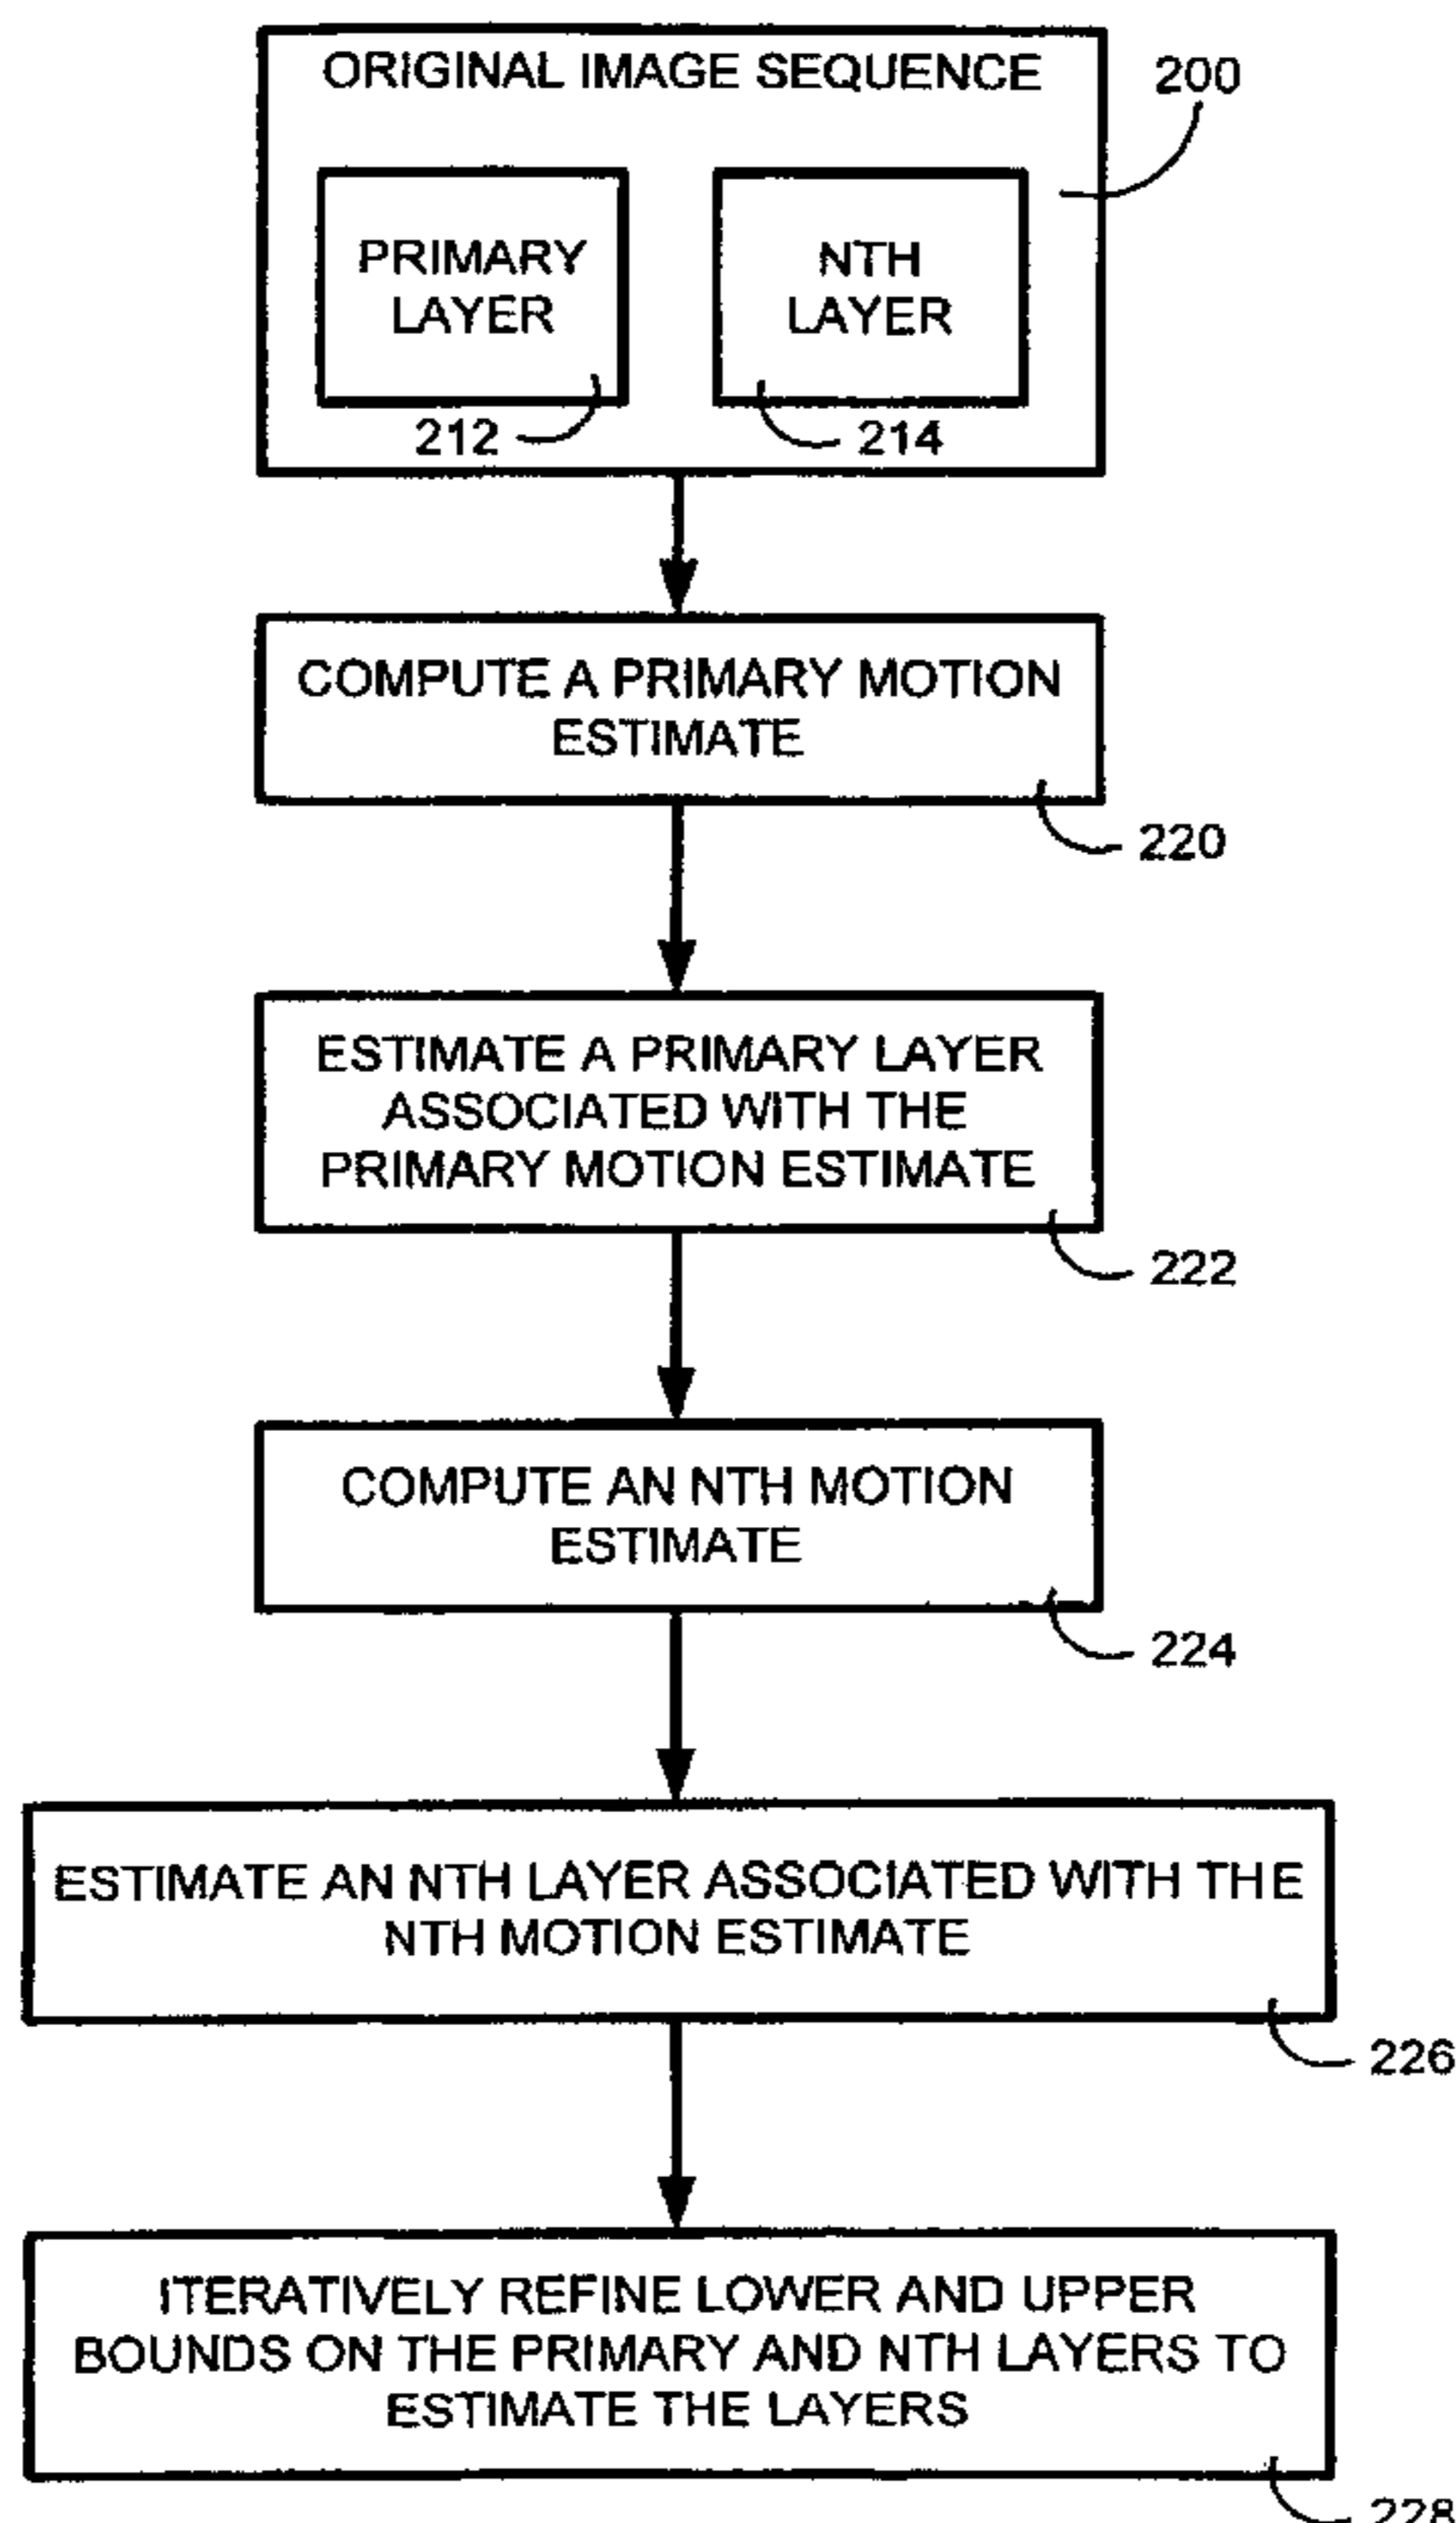 ORIGINAL IMAGE SEQUENCE
200
PRIMARY
LAYER
NTH
LAYER
212
214
COMPUTE A PRIMARY MOTION
ESTIMATE
220
ESTIMATE A PRIMARY LAYER
ASSOCIATED WITH THE
PRIMARY MOTION ESTIMATE
222
COMPUTE AN NTH MOTION
ESTIMATE
224
ESTIMATE AN NTH LAYER ASSOCIATED WITH THE
NTH MOTION ESTIMATE
226
ITERATIVELY REFINE LOWER AND UPPER
BOUNDS ON THE PRIMARY AND NTH LAYERS TO
ESTIMATE THE LAYERS
228